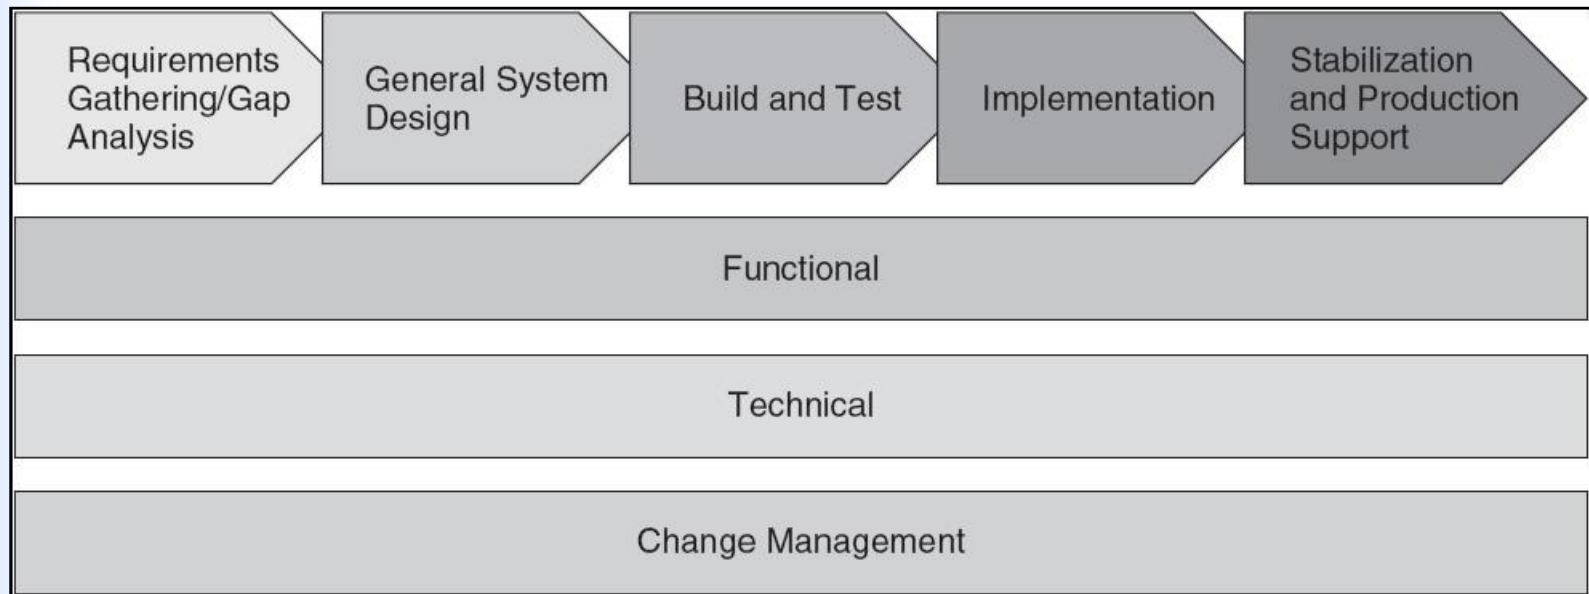 Requirements
Gathering/Gap
Analysis
General System
Design
Build and Test
Implementation
Stabilization
and Production
Support
Functional
Technical
Change Management